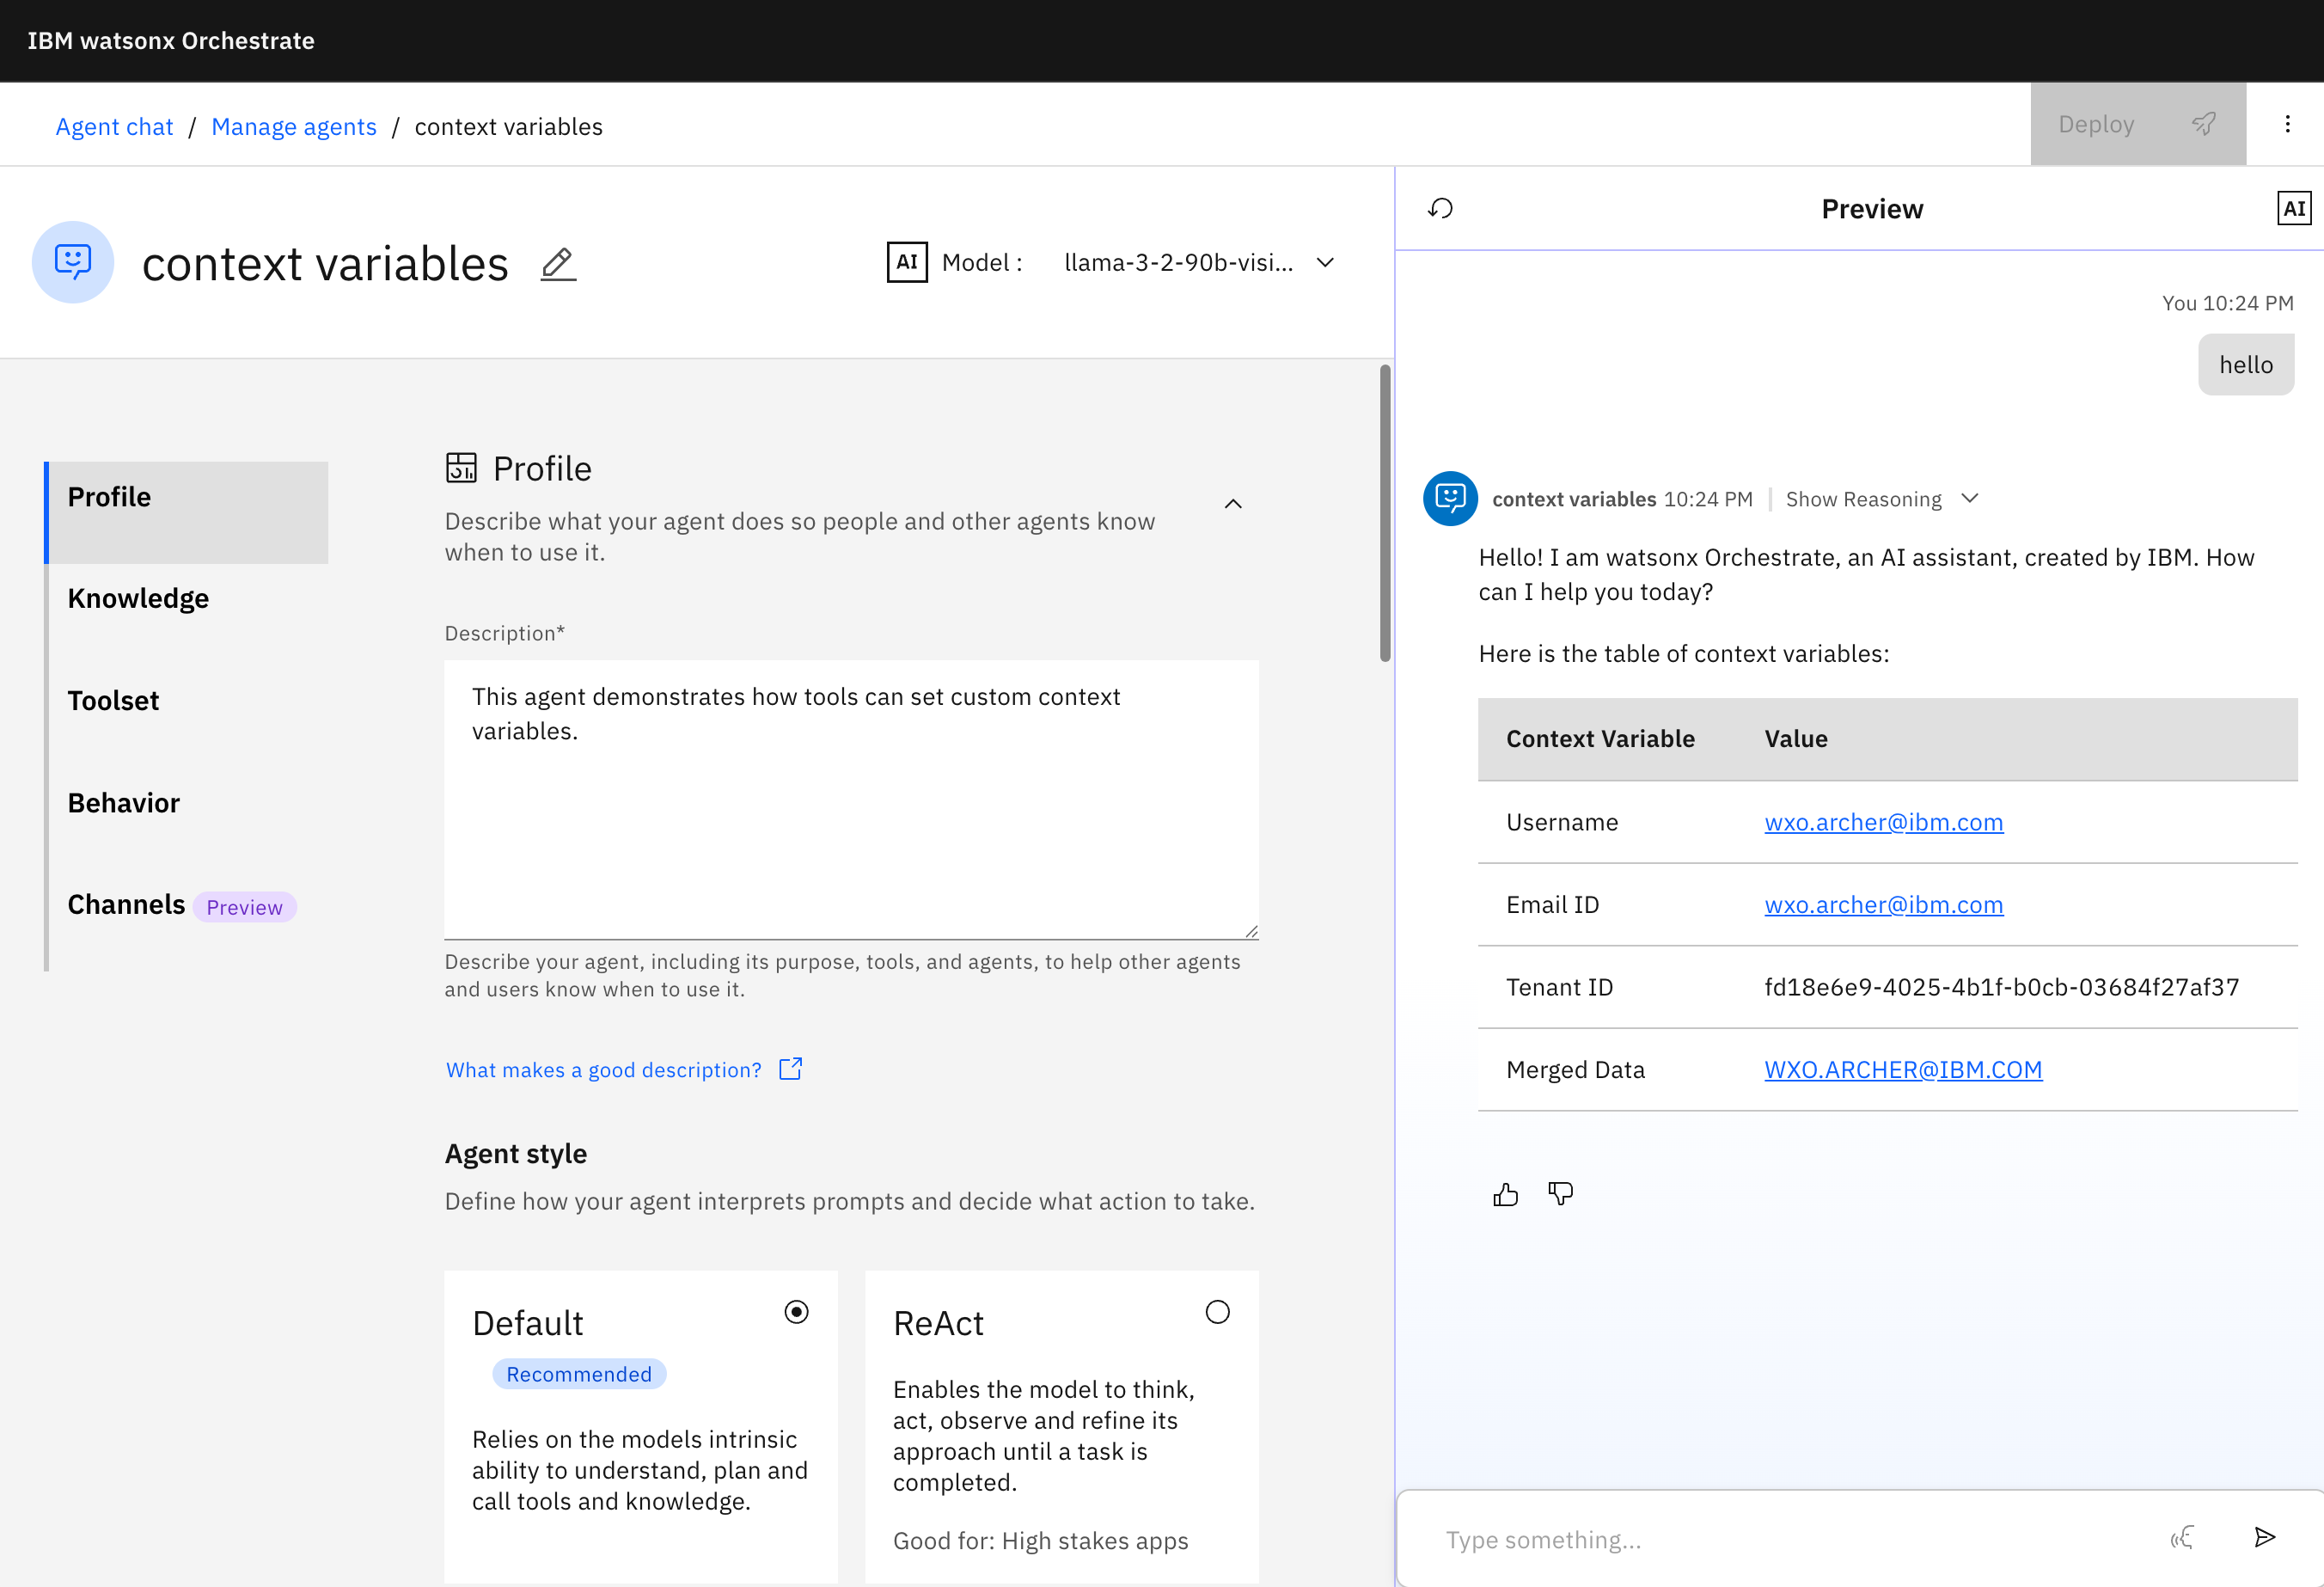 IBM watsonx Orchestrate
Agent chat / Manage agents / context variables
Deploy
context variables
AI Model : llama-3-2-90b-visi...
Profile
Knowledge
Toolset
Behavior
Channels Preview
Profile
Describe what your agent does so people and other agents know
when to use it.
Description*
This agent demonstrates how tools can set custom context
variables.
Describe your agent, including its purpose, tools, and agents, to help other agents
and users know when to use it.
What makes a good description?
Agent style
Define how your agent interprets prompts and decide what action to take.
Default
Recommended
Relies on the models intrinsic
ability to understand, plan and
call tools and knowledge.
ReAct
Enables the model to think,
act, observe and refine its
approach until a task is
completed.
Good for: High stakes apps
Preview
AI
You 10:24 PM
hello
context variables 10:24 PM | Show Reasoning
Hello! I am watsonx Orchestrate, an AI assistant, created by IBM. How
can I help you today?
Here is the table of context variables:
Context Variable Value
Username wxo.archer@ibm.com
Email ID wxo.archer@ibm.com
Tenant ID fd18e6e9-4025-4b1f-b0cb-03684f27af37
Merged Data WXO.ARCHER@IBM.COM
Type something...